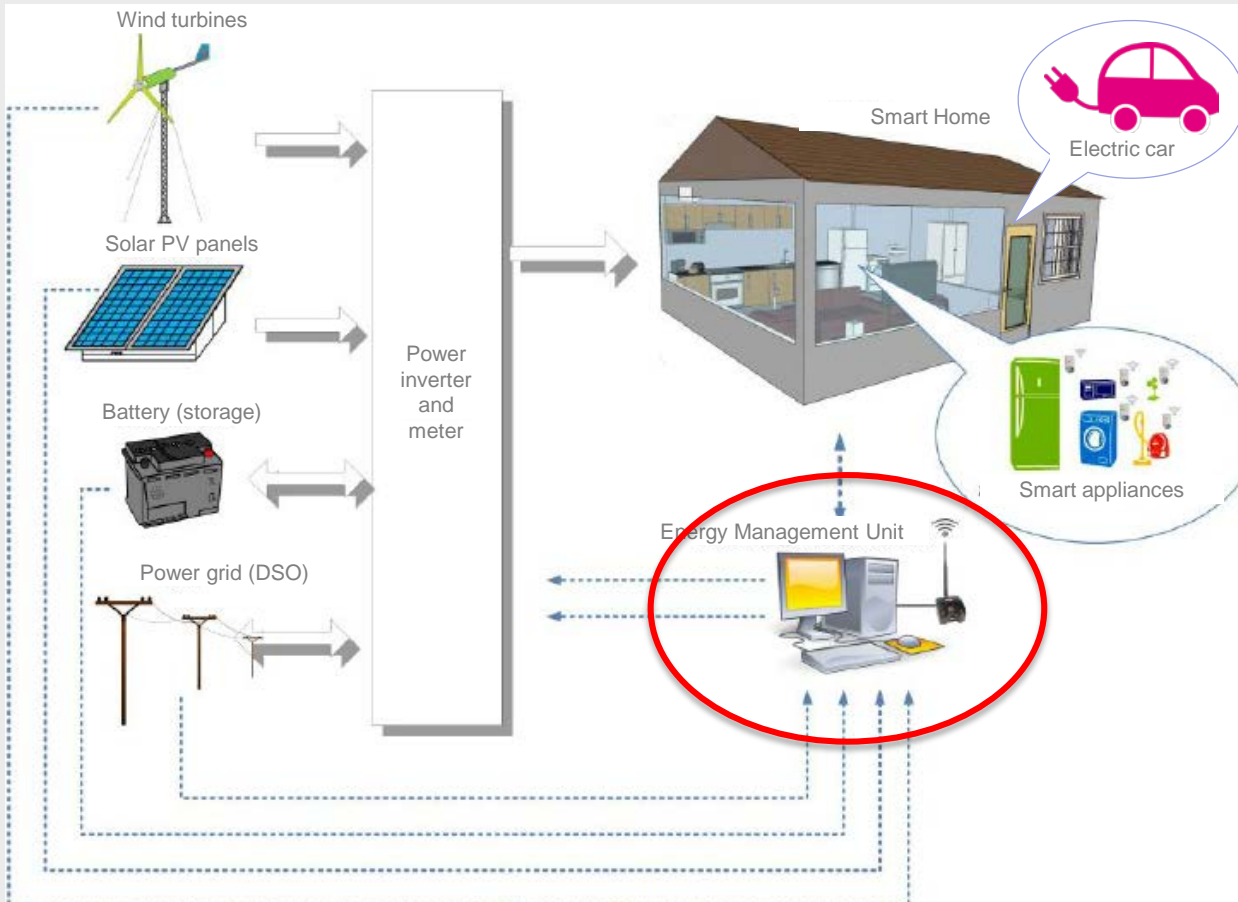 Wind turbines
Smart Home
Electric car
Solar PV panels
Power
inverter
and
meter
Battery (storage)
Smart appliances
Energy Management Unit
Power grid (DSO)